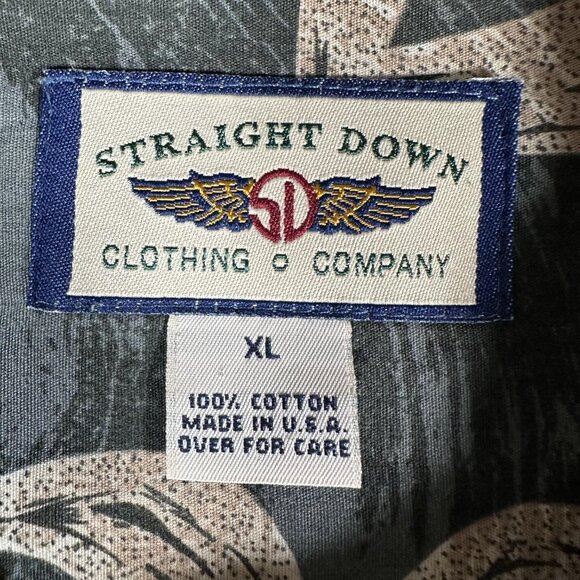 STRAIGHT DOWN
SD
CLOTHING o COMPANY
XL
100% COTTON
MADE IN U.S.A.
OVER FOR CARE